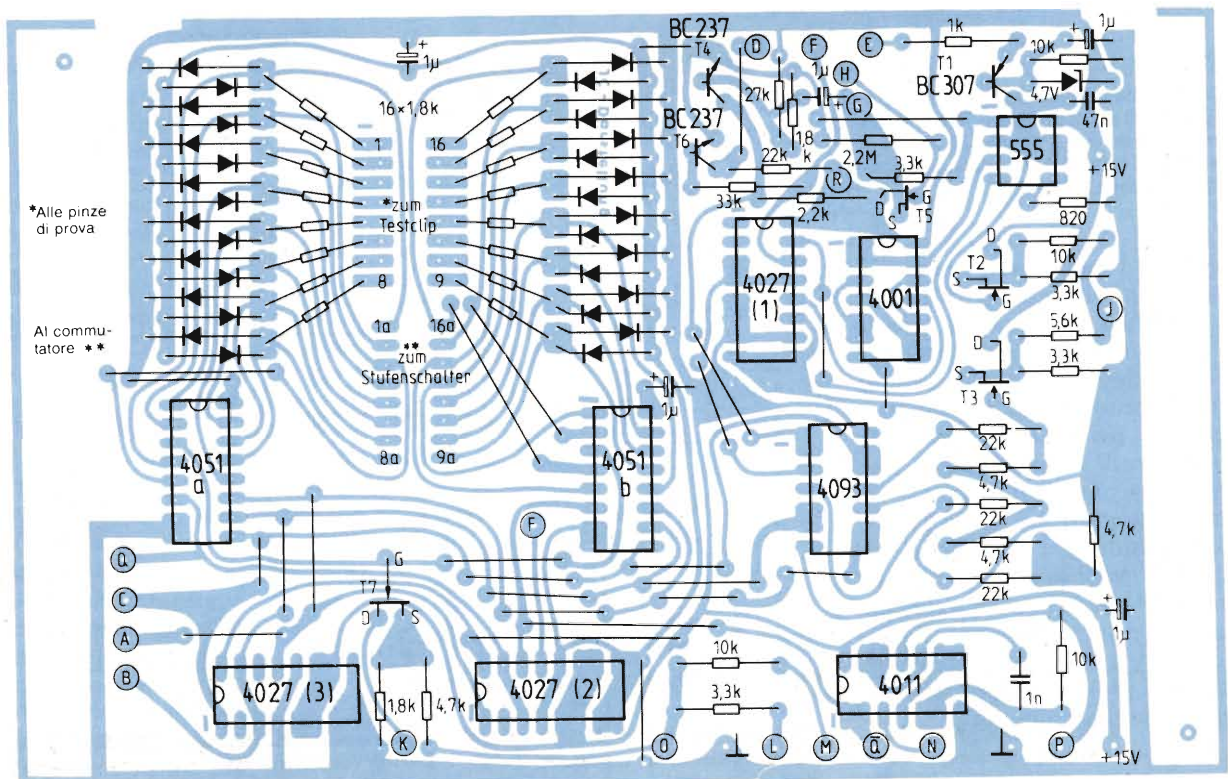 BC237
T4
D
F
E
1k
1µ
+
1µ
+
1µ
H
T1
10k
16×1,8k
27k
G
+
BC307
4,7V
47n
BC237
T6
1,8
k
1
16
2,2M
555
22k
3,3k
+15V
R
*Alle pinze
di prova
*zum
Testclip
33k
2,2k
D
G
S
T5
820
D
10k
T2
S
G
3,3k
4027
(1)
4001
8
9
J
Al commu-
tatore **
1a
16a
5,6k
D
**
zum
Stufenschalter
3,3k
S
T3
G
+
1µ
4051
a
4051
b
8a
9a
4093
22k
4,7k
22k
4,7k
4,7k
22k
F
Q
G
C
T7
D
S
+
1µ
A
B
4027 (3)
4027 (2)
10k
4011
10k
1,8k
4,7k
3,3k
1n
K
O
L
M
Q̅
N
P
+15V